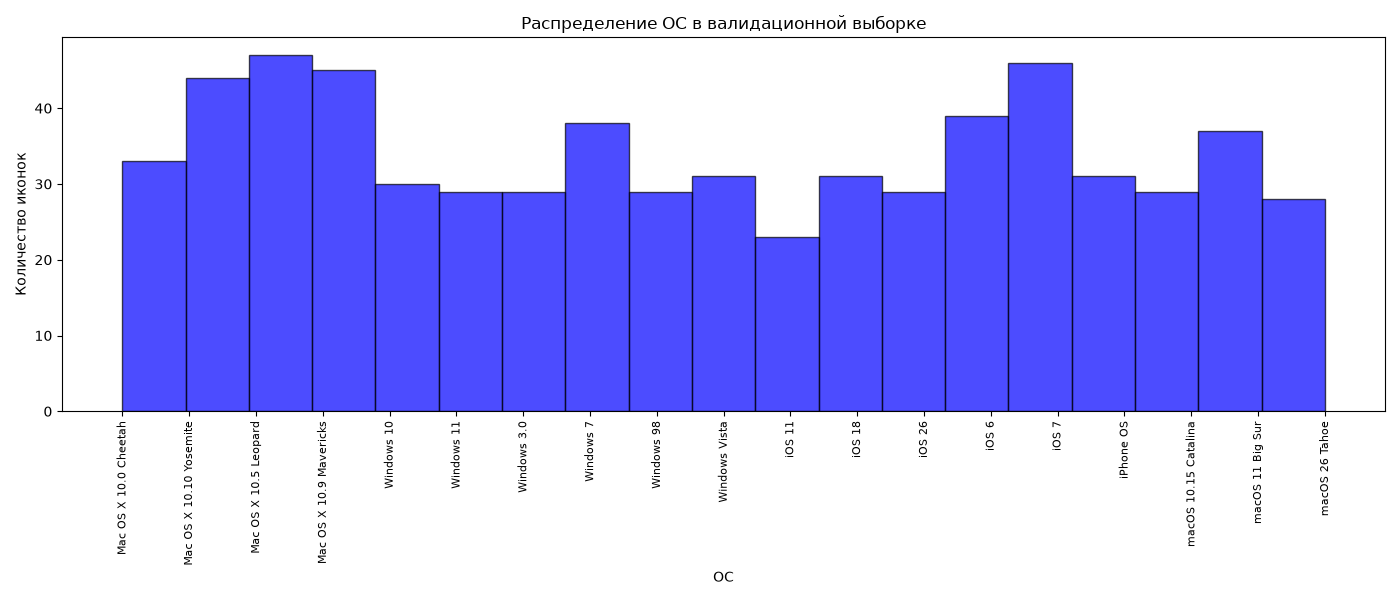 Распределение ОС в валидационной выборке
Количество иконок
40
30
20
10
0
Mac OS X 10.0 Cheetah
Mac OS X 10.10 Yosemite
Mac OS X 10.5 Leopard
Mac OS X 10.9 Mavericks
Windows 10
Windows 11
Windows 3.0
Windows 7
Windows 98
Windows Vista
iOS 11
iOS 18
iOS 26
iOS 6
iOS 7
iPhone OS
macOS 10.15 Catalina
macOS 11 Big Sur
macOS 26 Tahoe
ОС